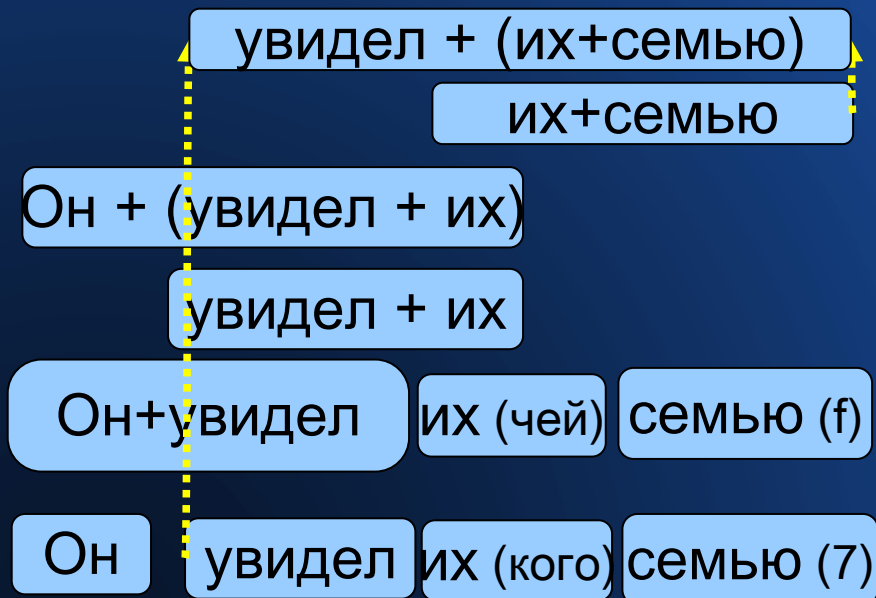 увидел + (их+семью)
их+семью
Он + (увидел + их)
увидел + их
Он+увидел их (чей) семью (f)
Он увидел их (кого) семью (7)